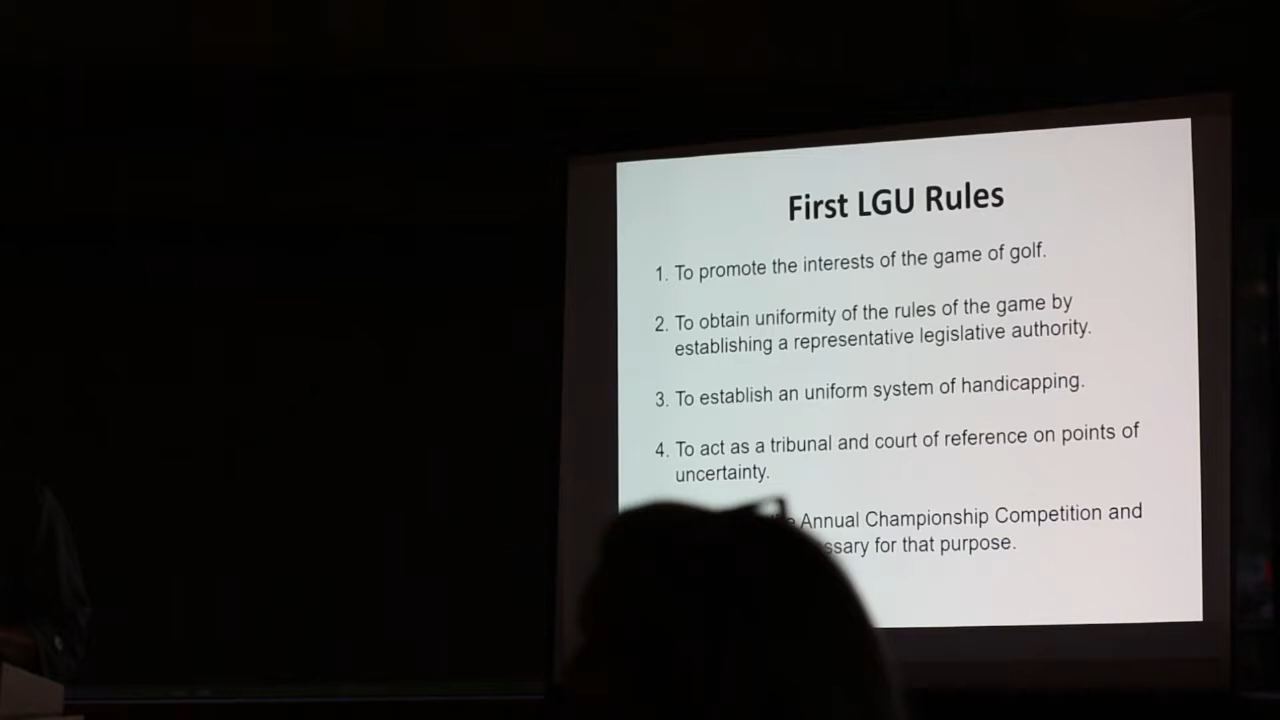 First LGU Rules
1. To promote the interests of the game of golf.
2. To obtain uniformity of the rules of the game by
establishing a representative legislative authority.
3. To establish an uniform system of handicapping.
4. To act as a tribunal and court of reference on points of
uncertainty.
Annual Championship Competition and
for that purpose.